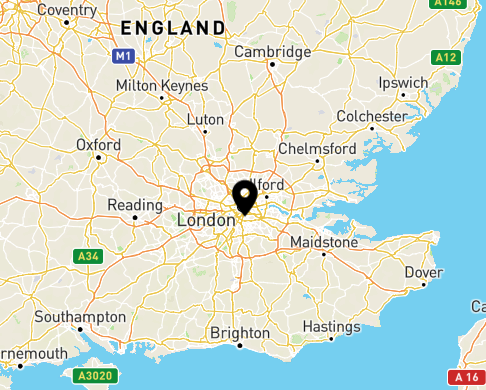 A146
Coventry
ENGLAND
M1
Cambridge
A12
Milton Keynes
Ipswich
Luton
Colchester
Oxford
Chelmsford
lford
Reading
London
Maidstone
A34
Dover
Southampton
Hastings
Brighton
rnemouth
Ca
A3020
A 16